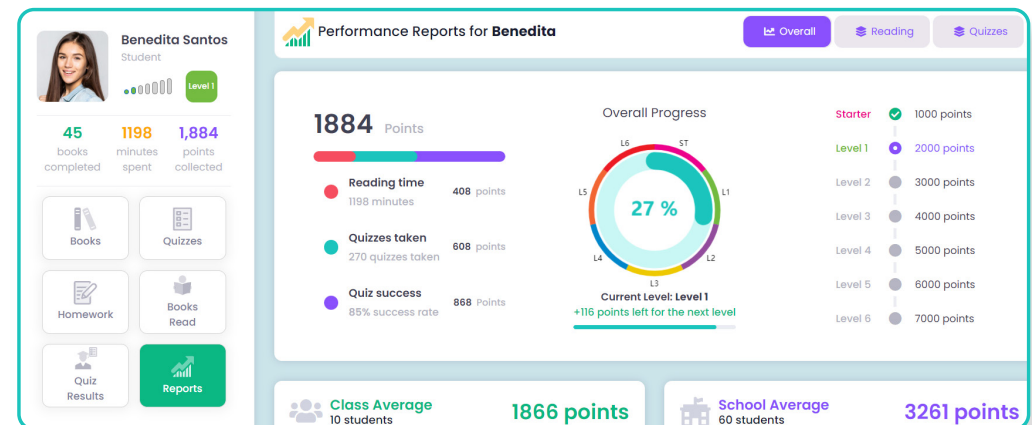 Benedita Santos
Student
Level 1
45
books
completed
1198
minutes
spent
1,884
points
collected
Books
Quizzes
Homework
Books
Read
Quiz
Results
Reports
Performance Reports for Benedita
Overall
Reading
Quizzes
1884 Points
Reading time
1198 minutes
408 points
Quizzes taken
270 quizzes taken
608 points
Quiz success
85% success rate
868 Points
Overall Progress
L6
ST
L5
L1
27 %
L4
L2
L3
Current Level: Level 1
+116 points left for the next level
Starter 1000 points
Level 1 2000 points
Level 2 3000 points
Level 3 4000 points
Level 4 5000 points
Level 5 6000 points
Level 6 7000 points
Class Average
10 students
1866 points
School Average
60 students
3261 points